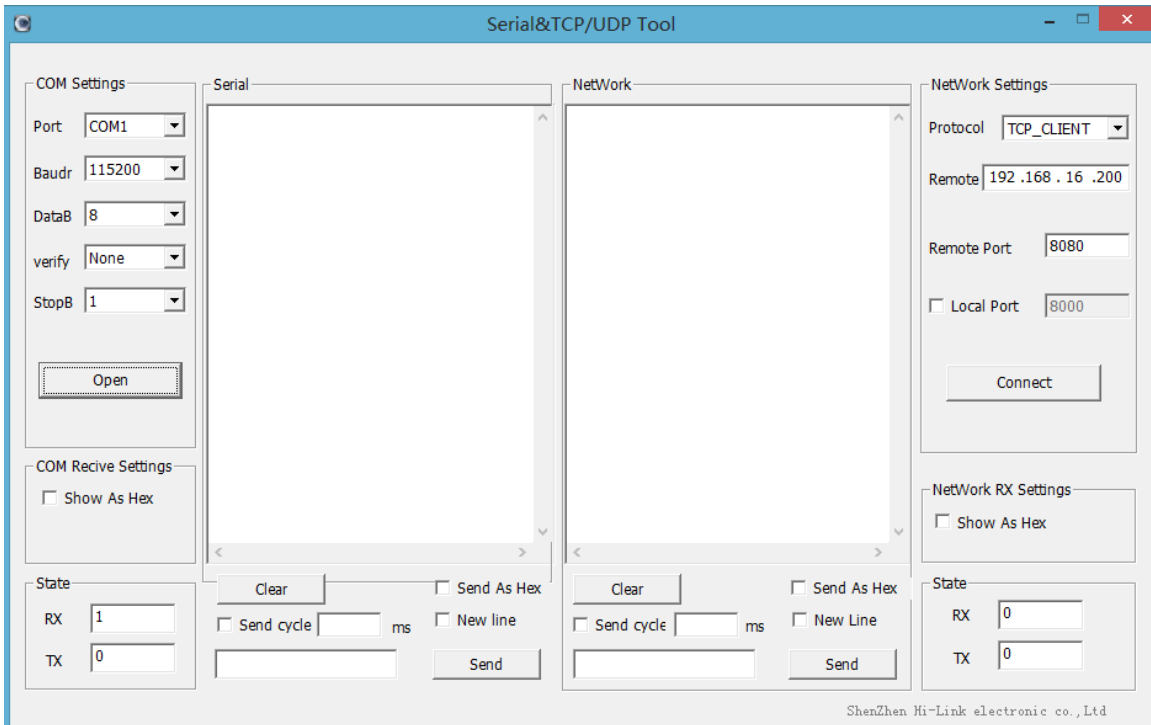 Serial&TCP/UDP Tool
COM Settings
Port COM1
Baudr 115200
DataB 8
verify None
StopB 1
Open
COM Recive Settings
Show As Hex
State
RX 1
TX 0
Serial
Clear
Send As Hex
Send cycle ms
New line
Send
NetWork
Clear
Send As Hex
Send cycle ms
New Line
Send
NetWork Settings
Protocol TCP_CLIENT
Remote 192 .168 . 16 .200
Remote Port 8080
Local Port 8000
Connect
NetWork RX Settings
Show As Hex
State
RX 0
TX 0
ShenZhen Hi-Link electronic co.,Ltd